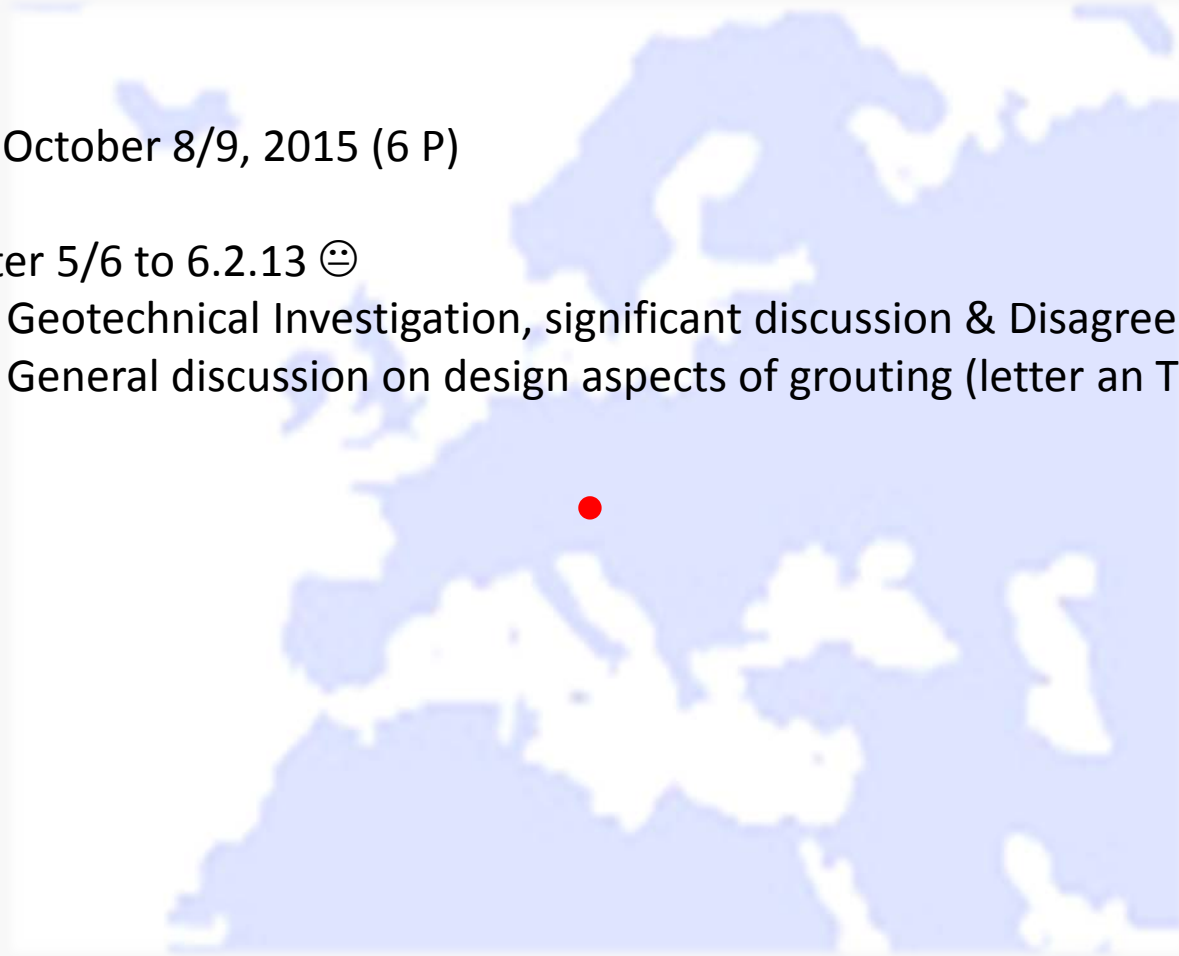 October 8/9, 2015 (6 P)
ter 5/6 to 6.2.13 😐
Geotechnical Investigation, significant discussion & Disagree
General discussion on design aspects of grouting (letter an T